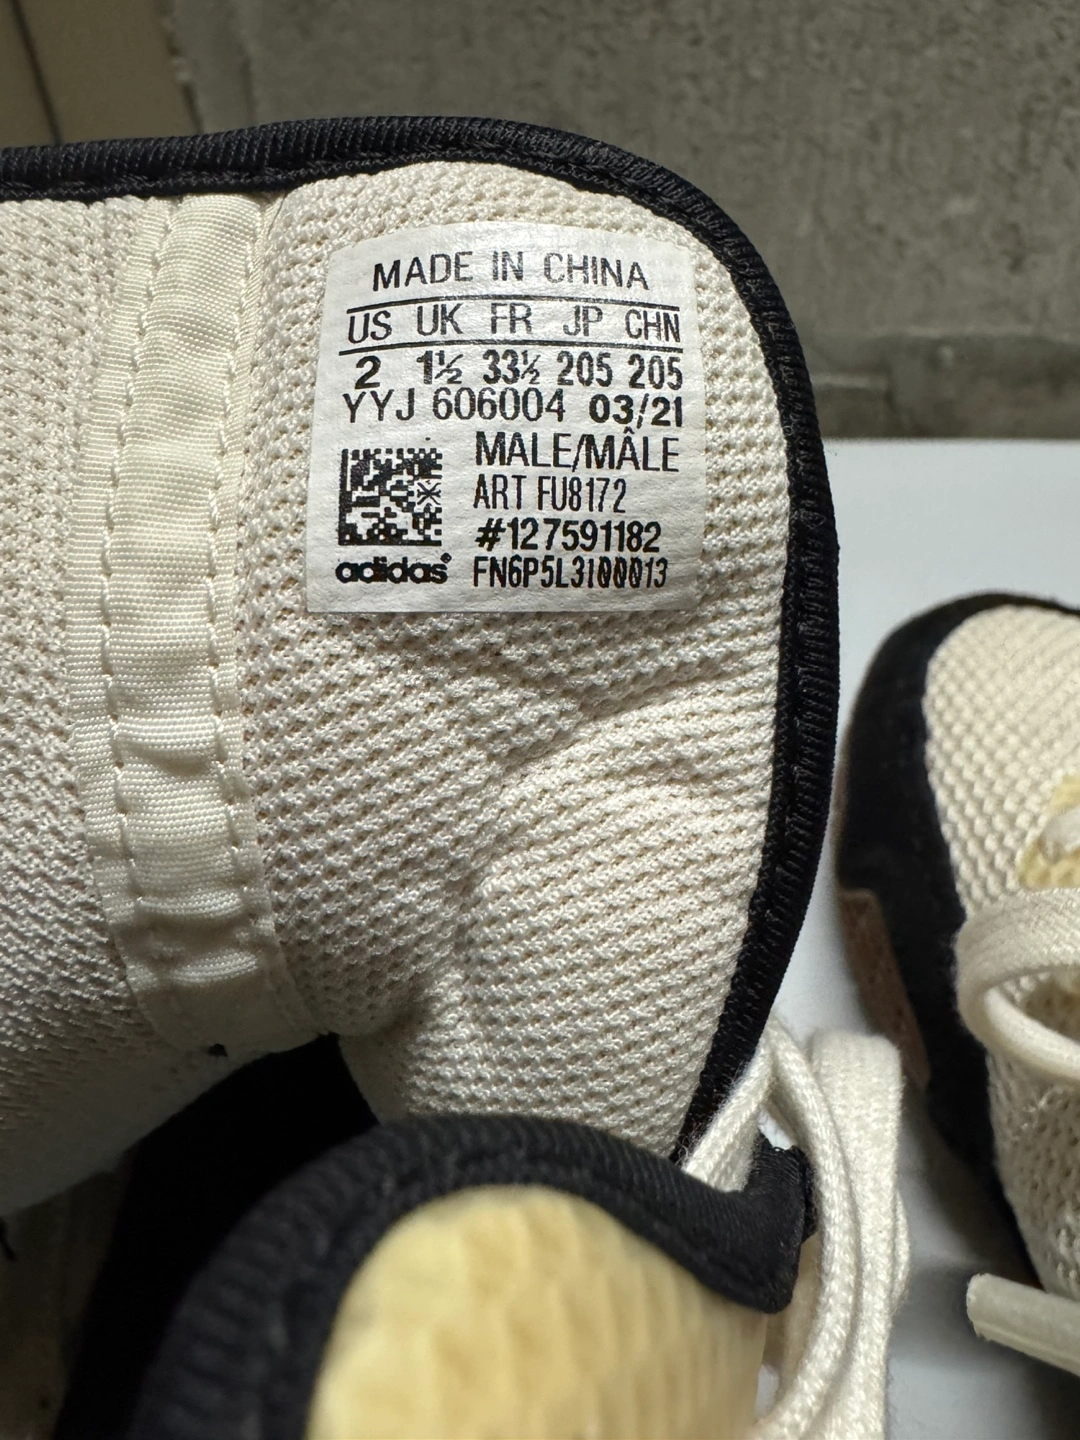 MADE IN CHINA
US UK FR JP CHN
2 1½ 33½ 205 205
YYJ 606004 03/21
MALE/MÂLE
ART FU8172
#127591182
adidas® FN6P5L3100013